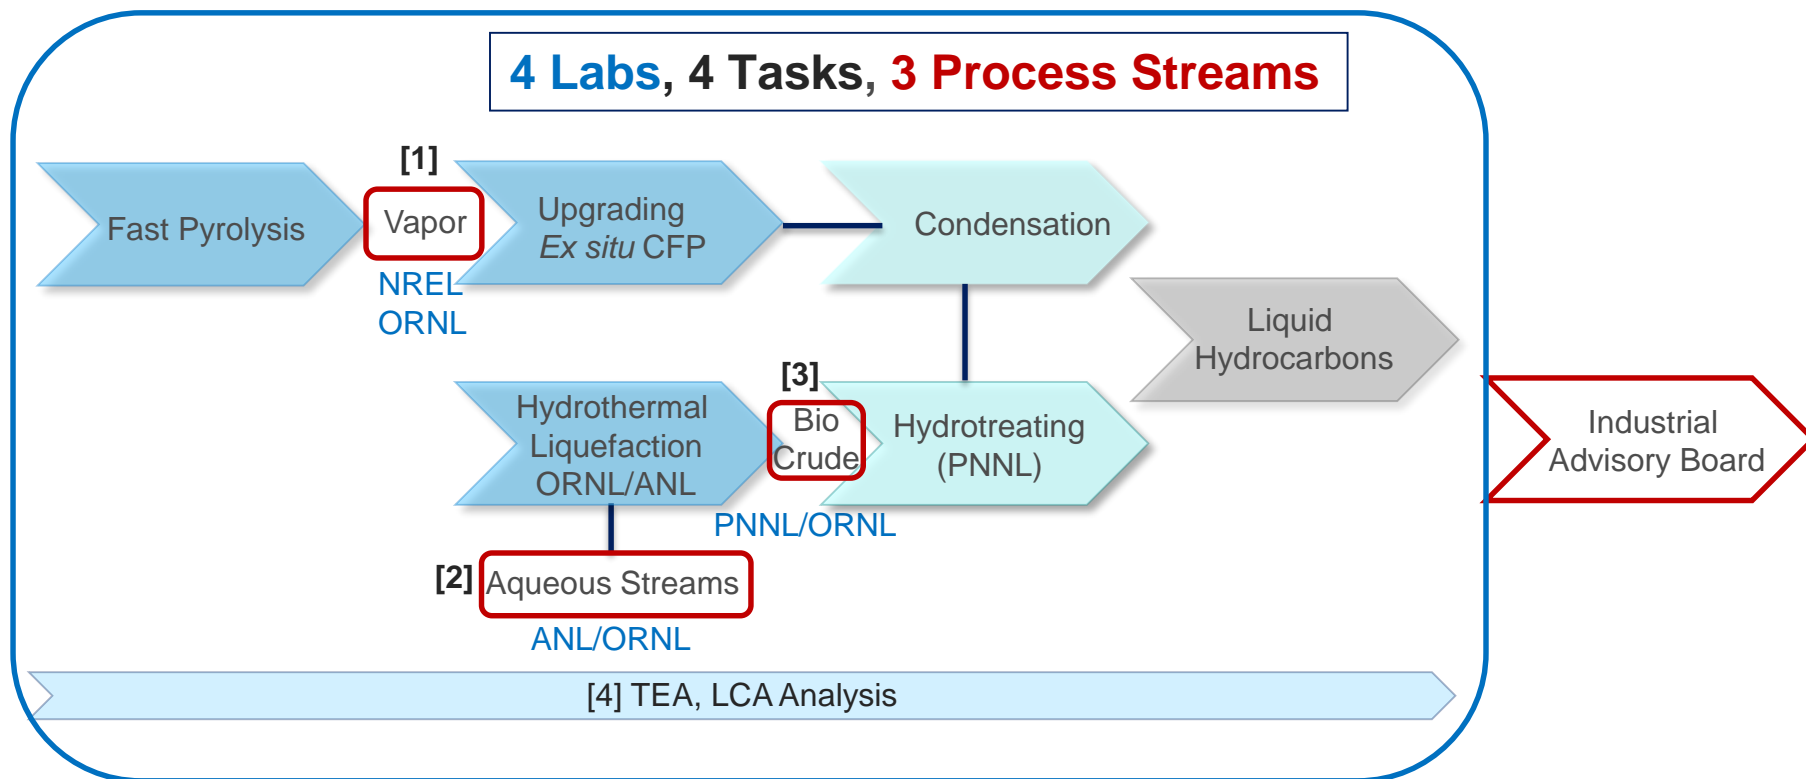 4 Labs, 4 Tasks, 3 Process Streams
[1]
Fast Pyrolysis
Vapor
Upgrading
Ex situ CFP
Condensation
NREL
ORNL
Liquid
Hydrocarbons
[3]
Hydrothermal
Liquefaction
ORNL/ANL
Bio
Crude
Hydrotreating
(PNNL)
Industrial
Advisory Board
PNNL/ORNL
[2]
Aqueous Streams
ANL/ORNL
[4] TEA, LCA Analysis